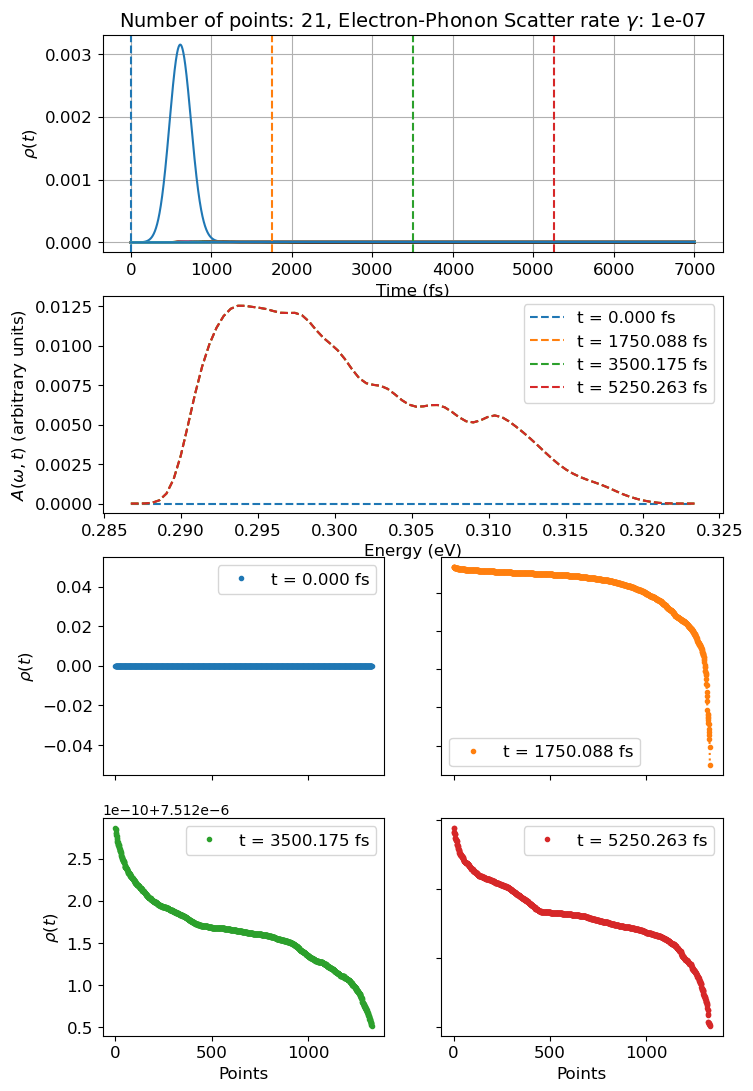 Number of points: 21, Electron-Phonon Scatter rate γ: 1e-07
0.003
0.002
0.001
0.000
ρ(t)
0
1000
2000
3000
4000
5000
6000
7000
Time (fs)
0.0125
0.0100
0.0075
0.0050
0.0025
0.0000
A(ω, t) (arbitrary units)
t = 0.000 fs
t = 1750.088 fs
t = 3500.175 fs
t = 5250.263 fs
0.285
0.290
0.295
0.300
0.305
0.310
0.315
0.320
0.325
Energy (eV)
0.04
0.02
0.00
−0.02
−0.04
ρ(t)
t = 0.000 fs
t = 1750.088 fs
1e−10+7.512e−6
2.5
2.0
1.5
1.0
0.5
ρ(t)
t = 3500.175 fs
0
500
1000
Points
t = 5250.263 fs
0
500
1000
Points